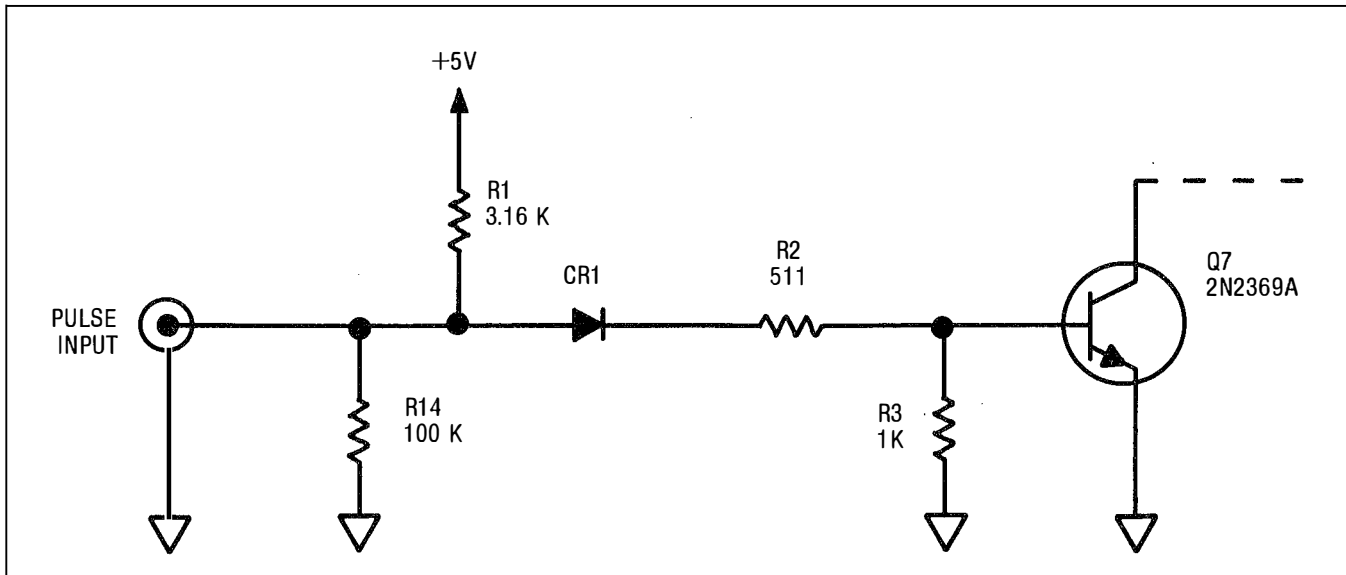 +5V
R1
3.16 K
CR1
R2
511
Q7
2N2369A
PULSE
INPUT
R14
100 K
R3
1K